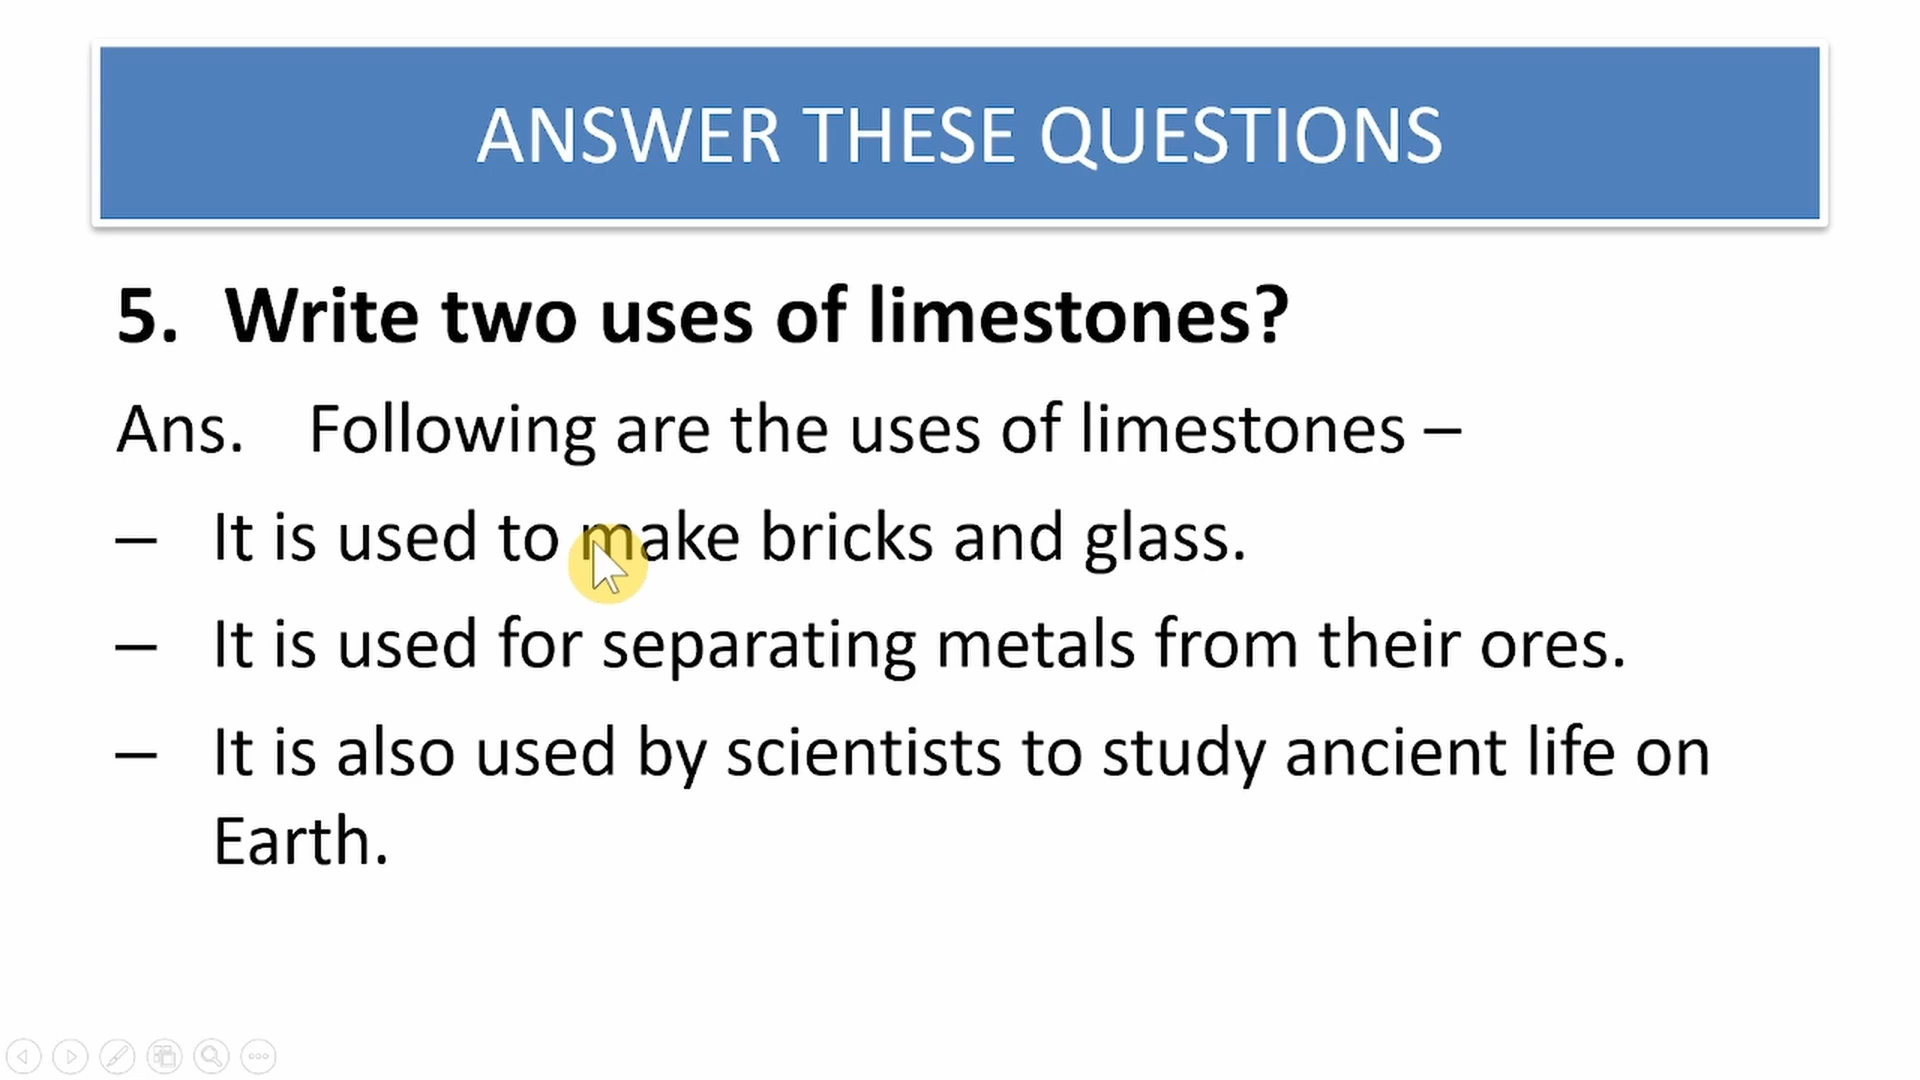 ANSWER THESE QUESTIONS
5. Write two uses of limestones?
Ans. Following are the uses of limestones –
– It is used to make bricks and glass.
– It is used for separating metals from their ores.
– It is also used by scientists to study ancient life on
Earth.